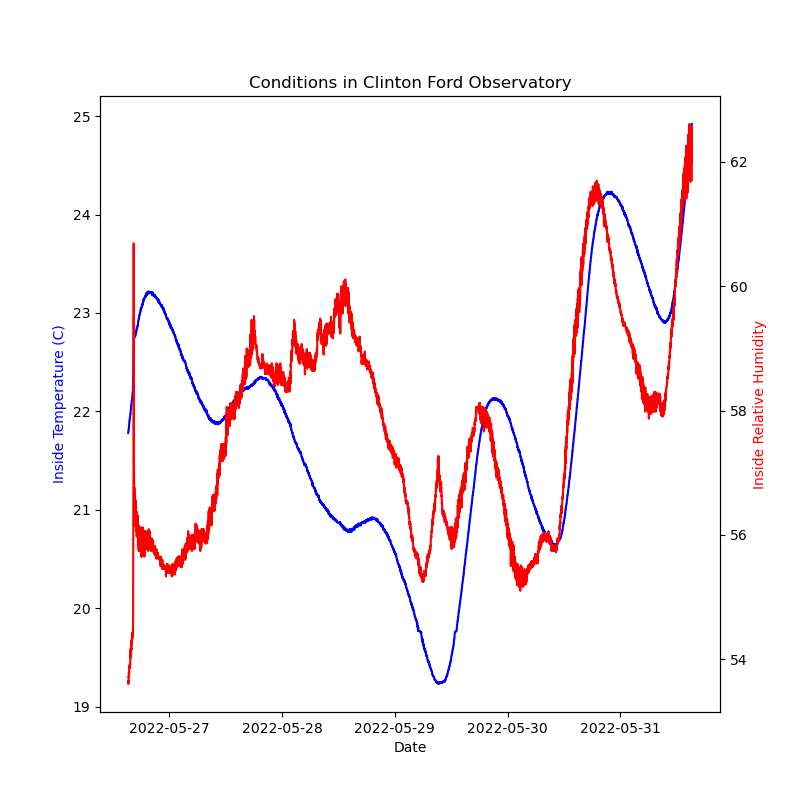 Conditions in Clinton Ford Observatory
25
24
23
22
21
20
19
Inside Temperature (C)
62
60
58
56
54
Inside Relative Humidity
2022-05-27 2022-05-28 2022-05-29 2022-05-30 2022-05-31
Date